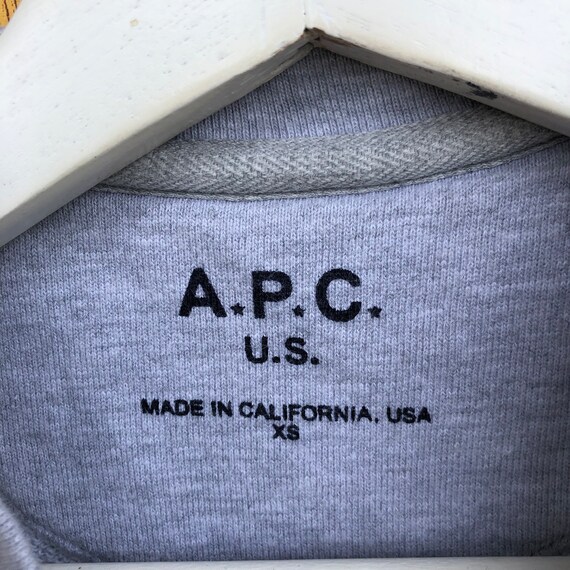 A★P★C★
U.S.
MADE IN CALIFORNIA, USA
XS